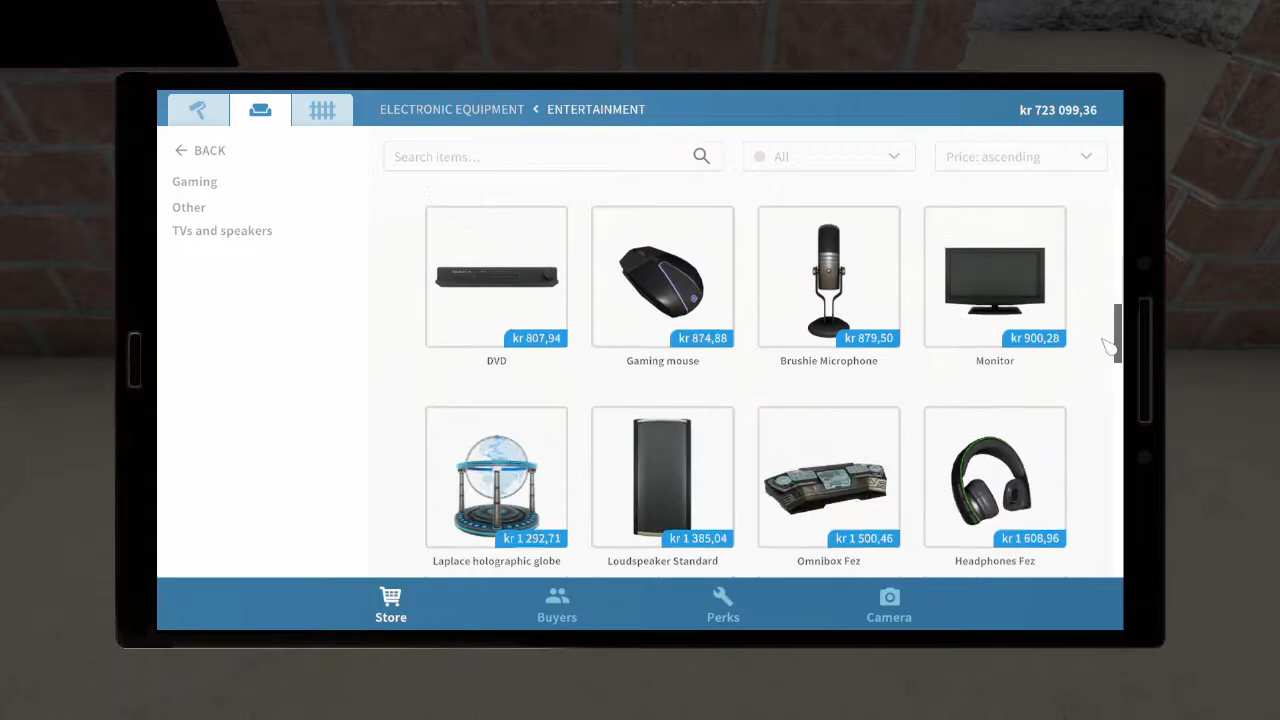 ELECTRONIC EQUIPMENT < ENTERTAINMENT
kr 723 099,36
BACK
Gaming
Other
TVs and speakers
Search items...
All
Price: ascending
kr 807,94
kr 874,88
kr 879,50
kr 900,28
DVD
Gaming mouse
Brushie Microphone
Monitor
kr 1 292,71
kr 1 385,04
kr 1 500,46
kr 1 608,96
Laplace holographic globe
Loudspeaker Standard
Omnibox Fez
Headphones Fez
Store
Buyers
Perks
Camera